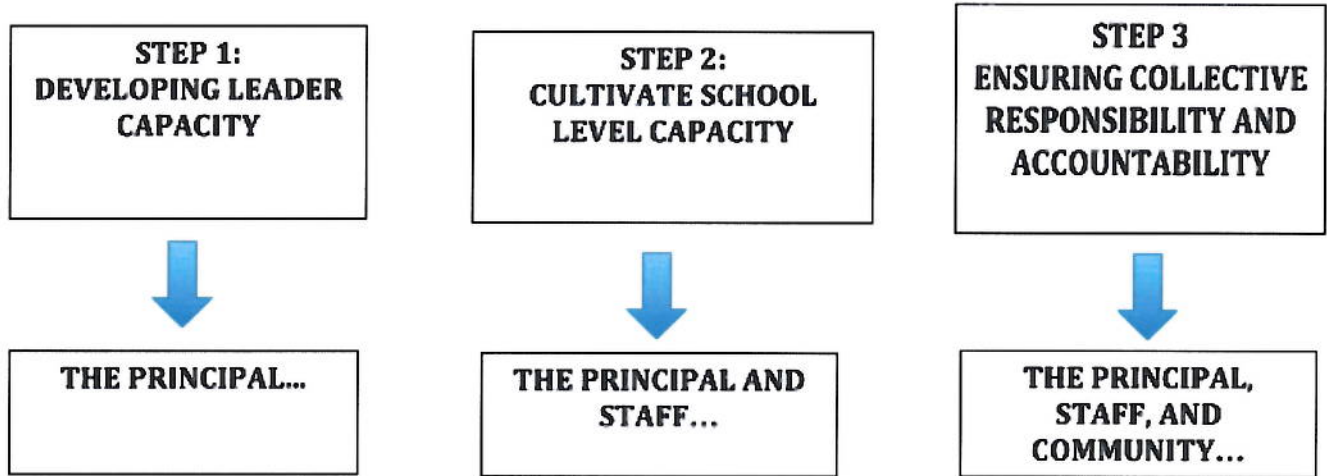 STEP 1:
DEVELOPING LEADER
CAPACITY
THE PRINCIPAL...
STEP 2:
CULTIVATE SCHOOL
LEVEL CAPACITY
THE PRINCIPAL AND
STAFF...
STEP 3
ENSURING COLLECTIVE
RESPONSIBILITY AND
ACCOUNTABILITY
THE PRINCIPAL,
STAFF, AND
COMMUNITY...